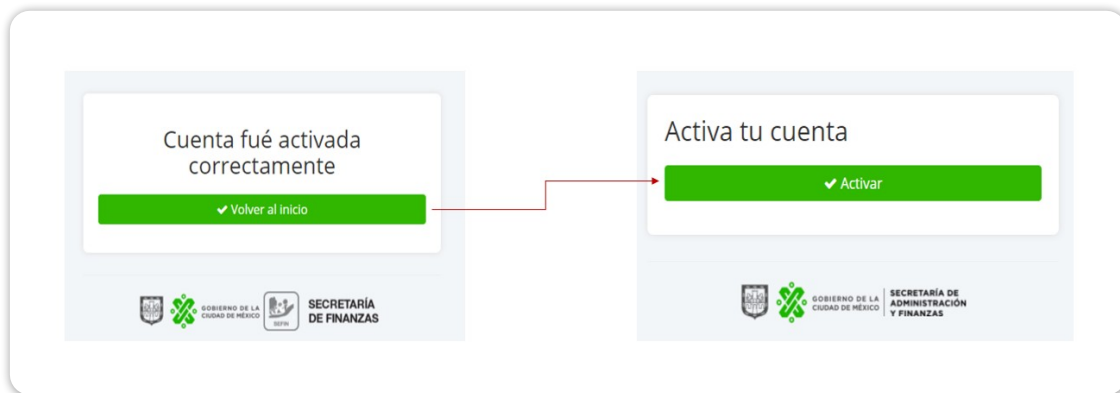 Cuenta fué activada
correctamente
Volver al inicio
GOBIERNO DE LA
CIUDAD DE MÉXICO
SEFIN
SECRETARÍA
DE FINANZAS
Activa tu cuenta
Activar
GOBIERNO DE LA
CIUDAD DE MÉXICO
SECRETARÍA DE
ADMINISTRACIÓN
Y FINANZAS